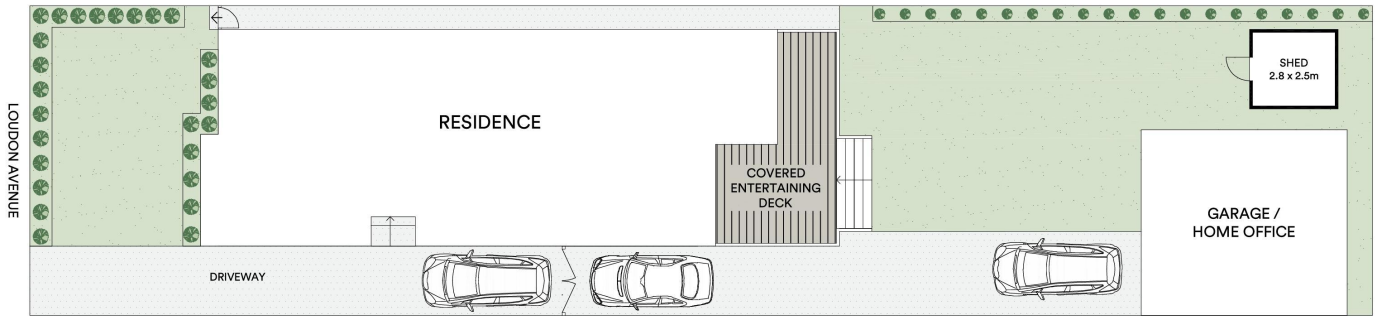 LOUDON AVENUE
RESIDENCE
COVERED
ENTERTAINING
DECK
DRIVEWAY
SHED
2.8 x 2.5m
GARAGE /
HOME OFFICE